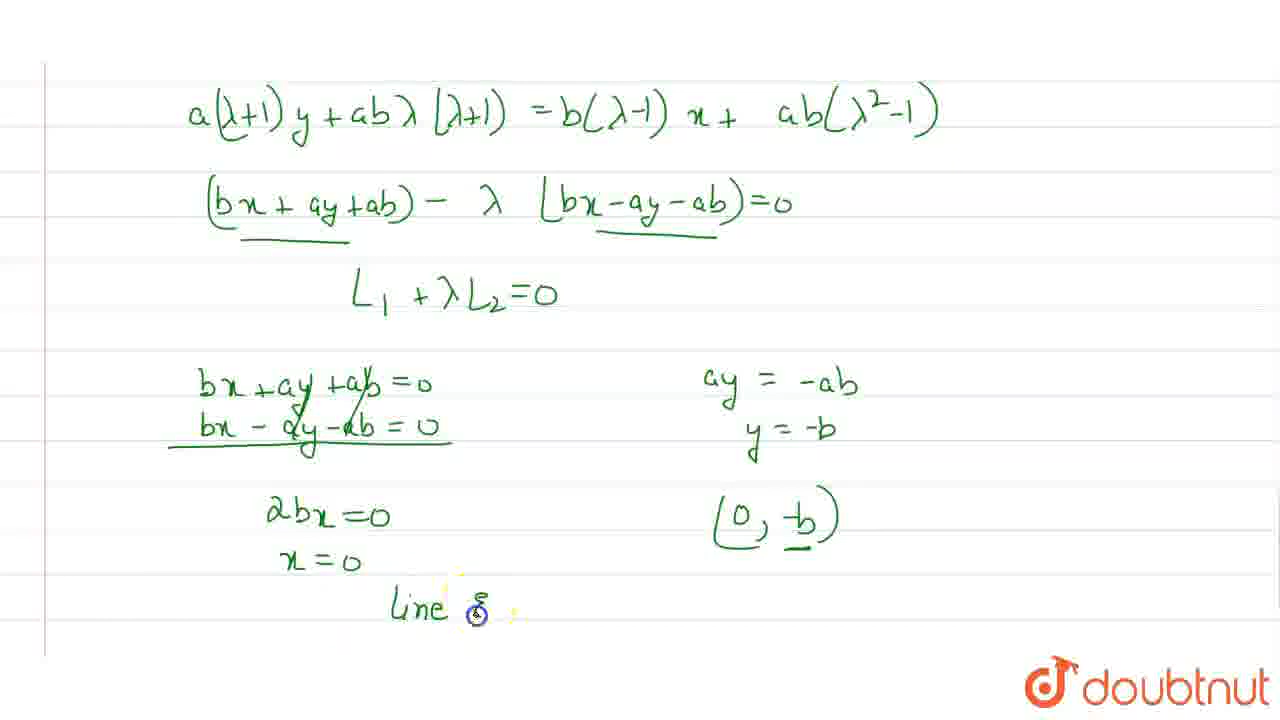 a(λ+1)y + abλ(λ+1) = b(λ-1)x + ab(λ²-1)
(bx + ay + ab) - λ (bx - ay - ab) = 0
L₁ + λL₂ = 0
bx + ay + ab = 0
bx - ay - ab = 0
2bx = 0
x = 0
ay = -ab
y = -b
(0, -b)
Line
doubtnut